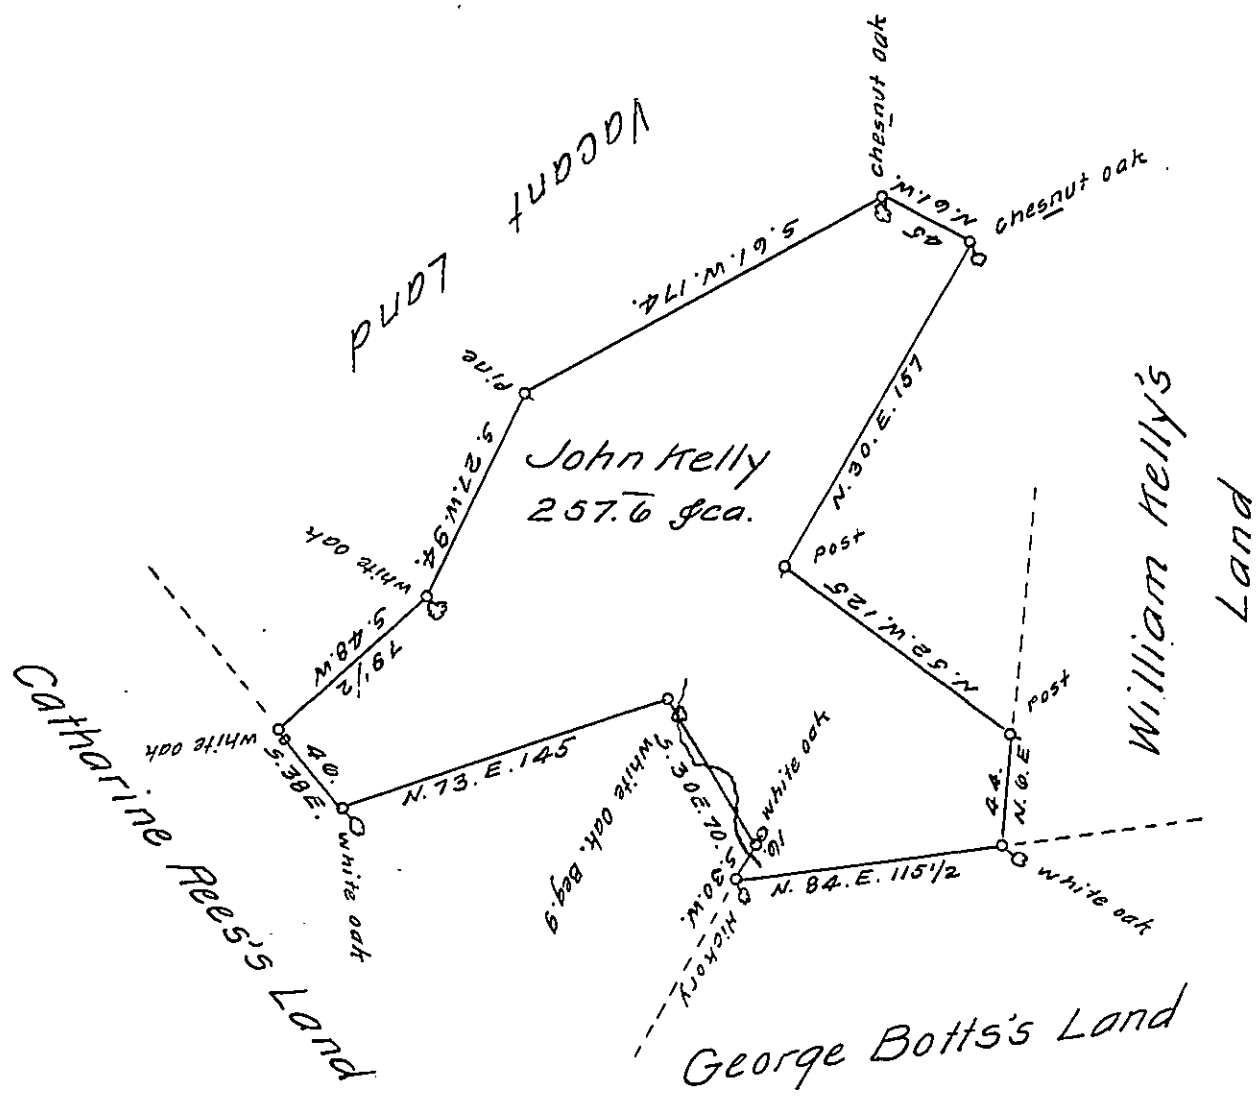 Vacant
Land
chesnut oak
N.61.W.
45
chesnut oak
S.61.W.174.
Pine
John Kelly
257.6 Aca.
N.30.E.157
William Kelly's
Land
S.27.W.94.
white oak
post
S.48.W
79 1/2
N.52.W.125
post
white oak
40.
S.38E.
Catharine Rees's Land
white oak
N.73.E.145
white oak. Beg.g
S.30E.70.
white oak
16.
S.30.W.
Hickory
N. 84. E. 115 1/2
44.
N.6.E
white oak
George Botts's Land